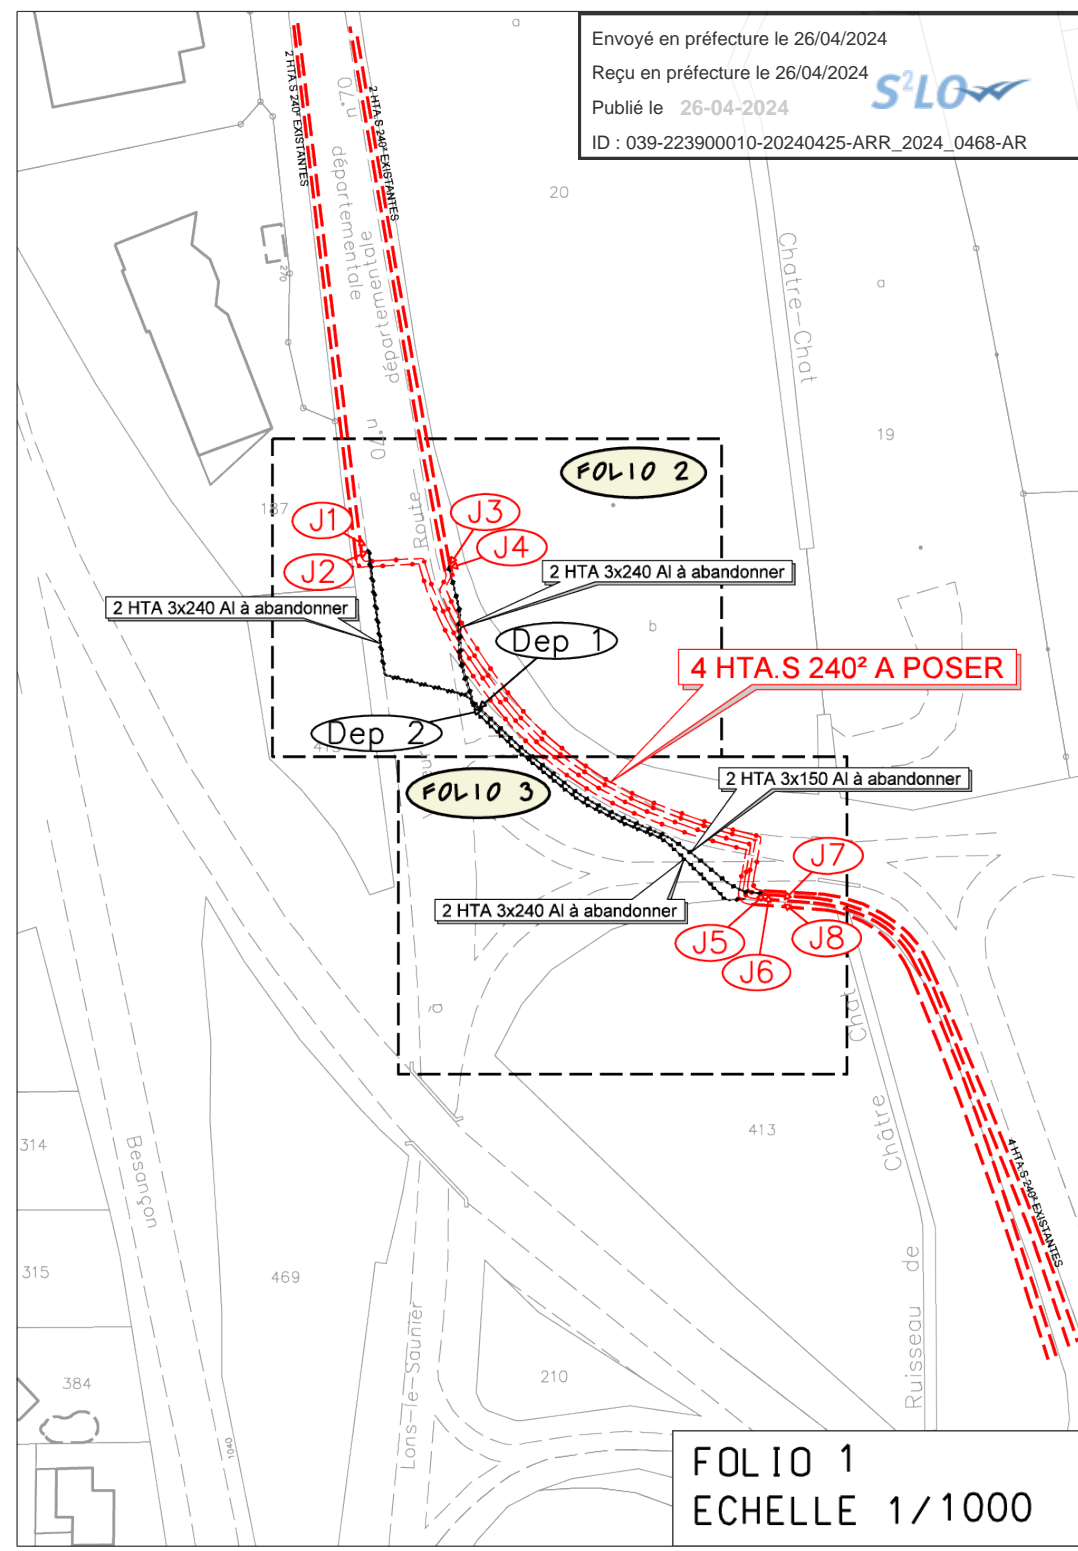 Envoyé en préfecture le 26/04/2024
Reçu en préfecture le 26/04/2024
Publié le 26-04-2024
S²LO
ID : 039-223900010-20240425-ARR_2024_0468-AR
a
2 HTA.S 240² EXISTANTES
2 HTA.S 240² EXISTANTES
n°70
départementale
départementale
n°70
Route
20
a
Chatre-Chat
19
270
187
FOLIO 2
J1
J2
J3
J4
2 HTA 3x240 Al à abandonner
2 HTA 3x240 Al à abandonner
b
Dep 1
4 HTA.S 240² A POSER
Dep 2
FOLIO 3
2 HTA 3x150 Al à abandonner
J7
2 HTA 3x240 Al à abandonner
J5
J8
J6
a
Chat
Châtre
413
314
Besançon
4 HTA.S 240² EXISTANTES
315
469
de
Ruisseau
Lons-le-Saunier
384
210
1040
FOLIO 1
ECHELLE 1/1000